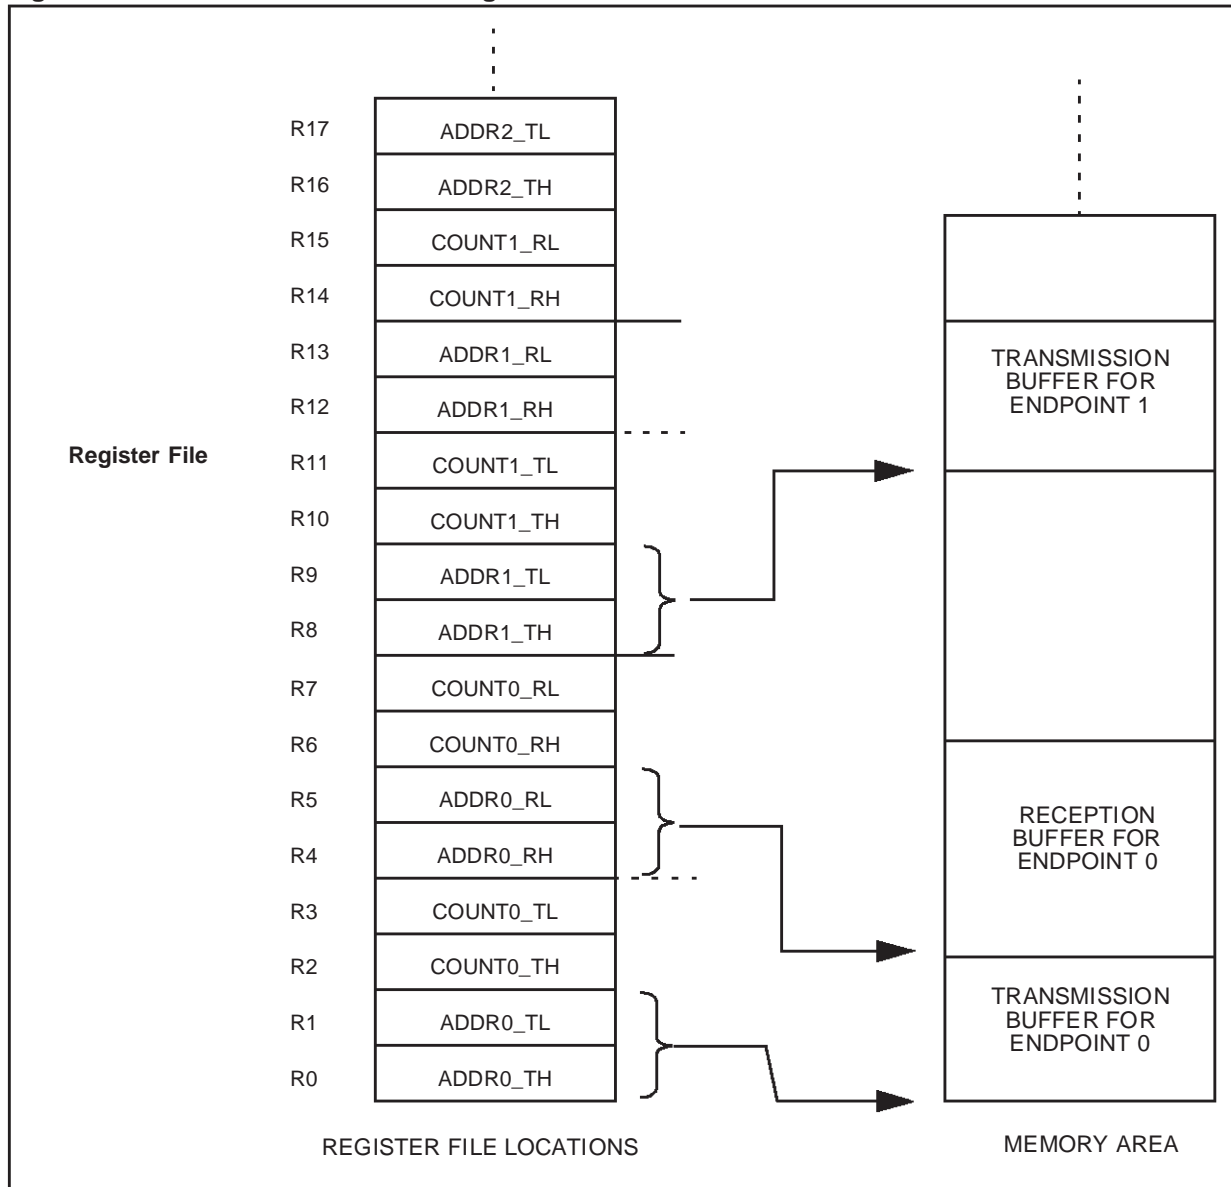 R17 ADDR2_TL
R16 ADDR2_TH
R15 COUNT1_RL
R14 COUNT1_RH
R13 ADDR1_RL
R12 ADDR1_RH
Register File
R11 COUNT1_TL
R10 COUNT1_TH
R9 ADDR1_TL
R8 ADDR1_TH
R7 COUNT0_RL
R6 COUNT0_RH
R5 ADDR0_RL
R4 ADDR0_RH
R3 COUNT0_TL
R2 COUNT0_TH
R1 ADDR0_TL
R0 ADDR0_TH
REGISTER FILE LOCATIONS
TRANSMISSION
BUFFER FOR
ENDPOINT 1
RECEPTION
BUFFER FOR
ENDPOINT 0
TRANSMISSION
BUFFER FOR
ENDPOINT 0
MEMORY AREA